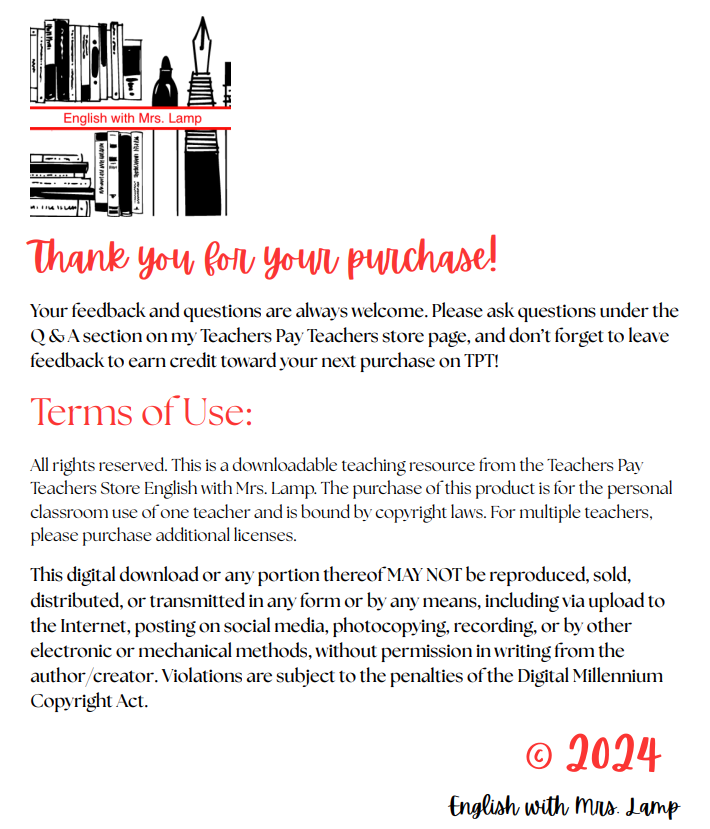 English with Mrs. Lamp
Thank you for your purchase!
Your feedback and questions are always welcome. Please ask questions under the
Q & A section on my Teachers Pay Teachers store page, and don't forget to leave
feedback to earn credit toward your next purchase on TPT!
Terms of Use:
All rights reserved. This is a downloadable teaching resource from the Teachers Pay
Teachers Store English with Mrs. Lamp. The purchase of this product is for the personal
classroom use of one teacher and is bound by copyright laws. For multiple teachers,
please purchase additional licenses.
This digital download or any portion thereof MAY NOT be reproduced, sold,
distributed, or transmitted in any form or by any means, including via upload to
the Internet, posting on social media, photocopying, recording, or by other
electronic or mechanical methods, without permission in writing from the
author/creator. Violations are subject to the penalties of the Digital Millennium
Copyright Act.
© 2024
English with Mrs. Lamp